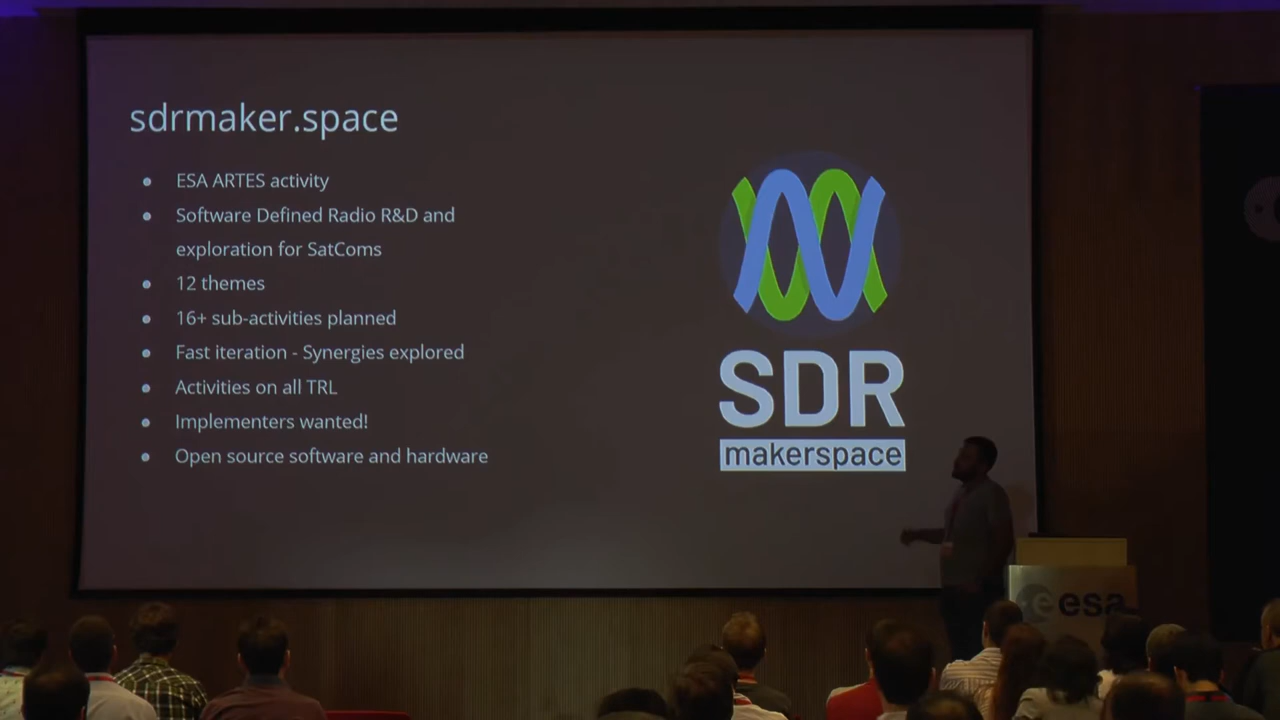 sdrmaker.space
● ESA ARTES activity
● Software Defined Radio R&D and
exploration for SatComs
● 12 themes
● 16+ sub-activities planned
● Fast iteration - Synergies explored
● Activities on all TRL
● Implementers wanted!
● Open source software and hardware
SDR
makerspace
esa